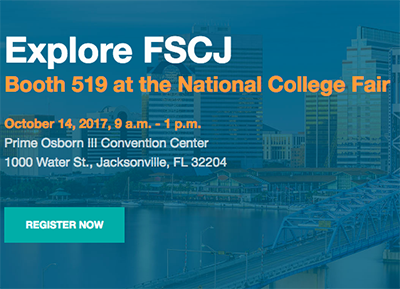 Explore FSCJ
Booth 519 at the National College Fair
October 14, 2017, 9 a.m. - 1 p.m.
Prime Osborn III Convention Center
1000 Water St., Jacksonville, FL 32204
REGISTER NOW